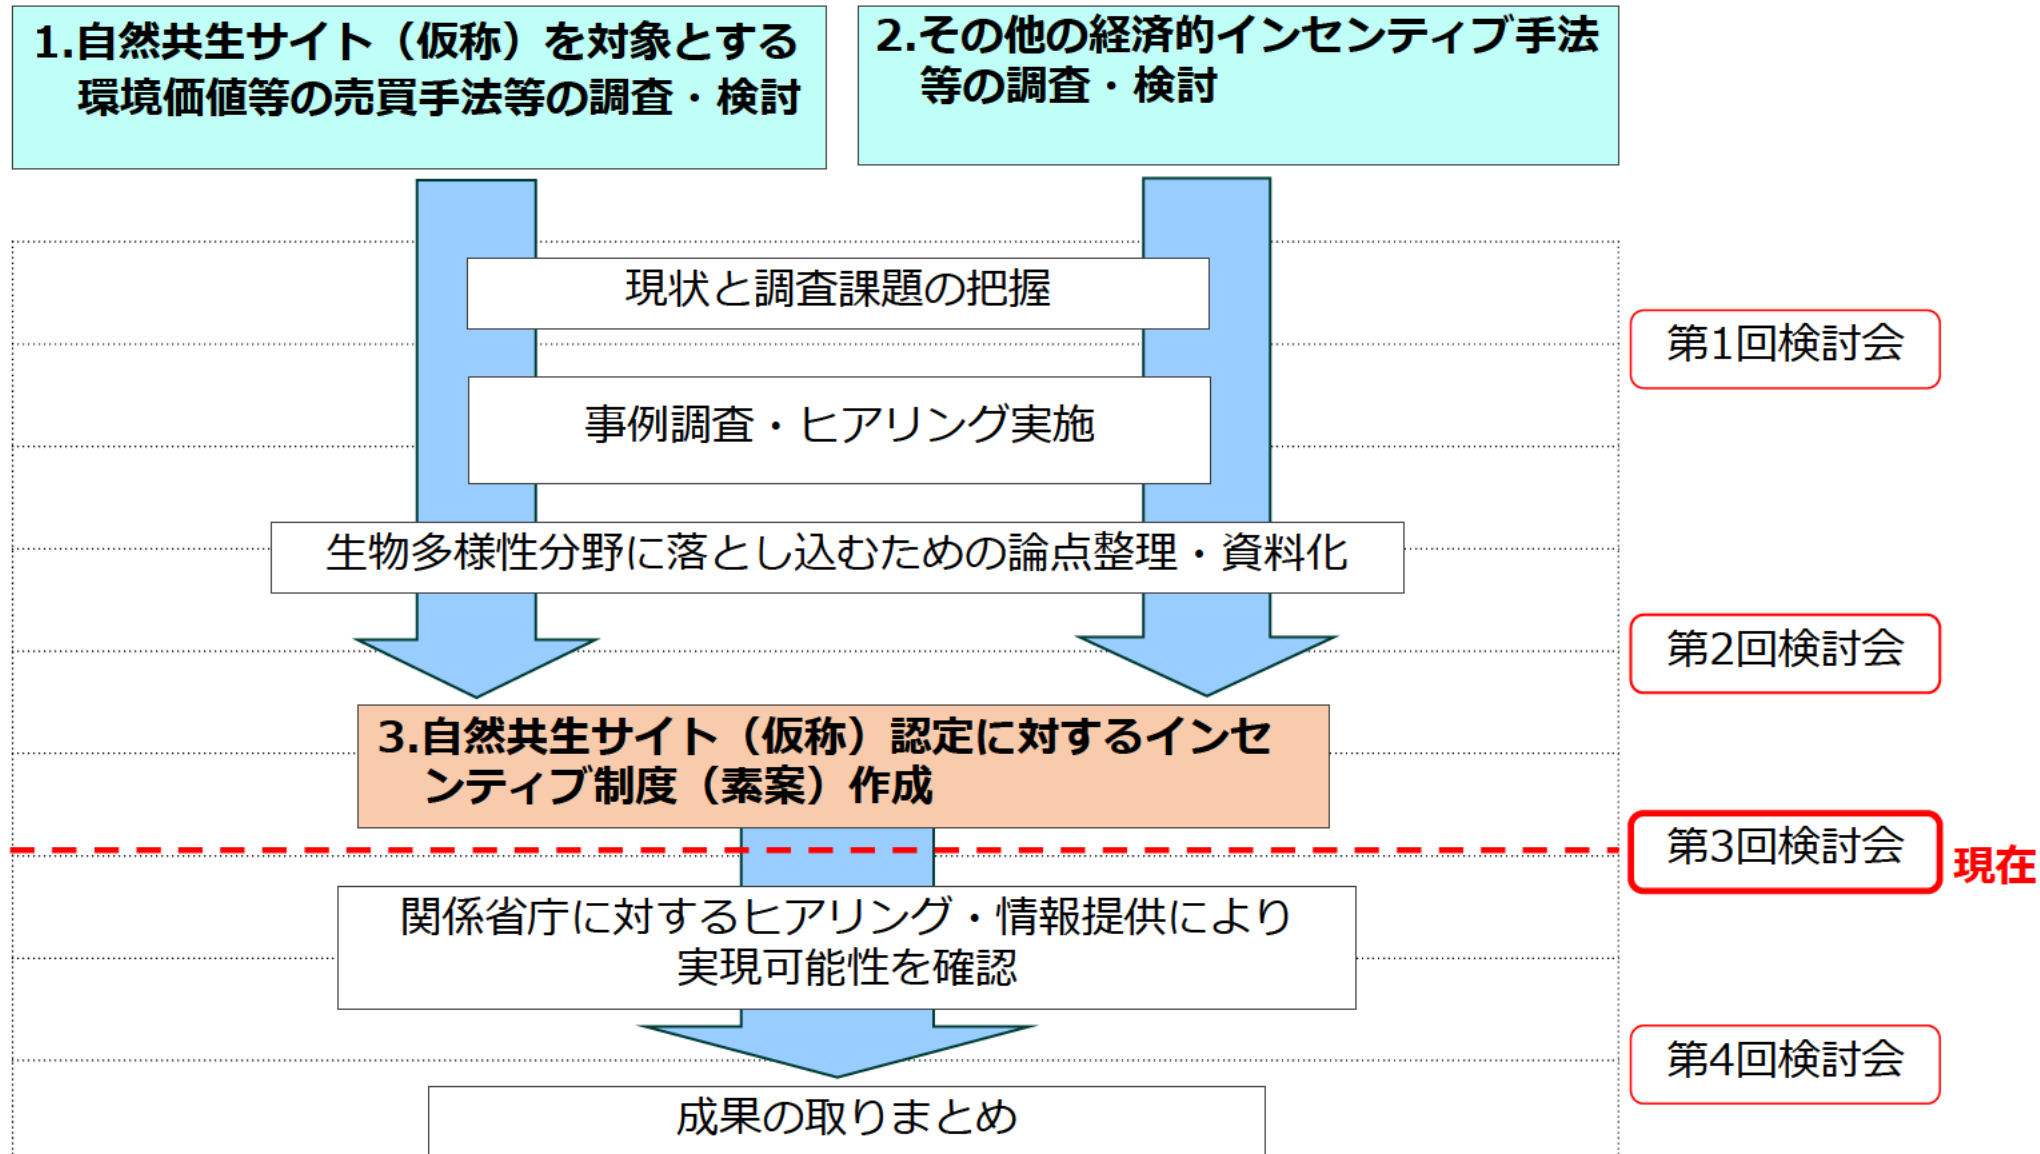 1.自然共生サイト（仮称）を対象とする
環境価値等の売買手法等の調査・検討
2.その他の経済的インセンティブ手法
等の調査・検討
現状と調査課題の把握
第1回検討会
事例調査・ヒアリング実施
生物多様性分野に落とし込むための論点整理・資料化
第2回検討会
3.自然共生サイト（仮称）認定に対するインセ
ンティブ制度（素案）作成
第3回検討会
現在
関係省庁に対するヒアリング・情報提供により
実現可能性を確認
第4回検討会
成果の取りまとめ